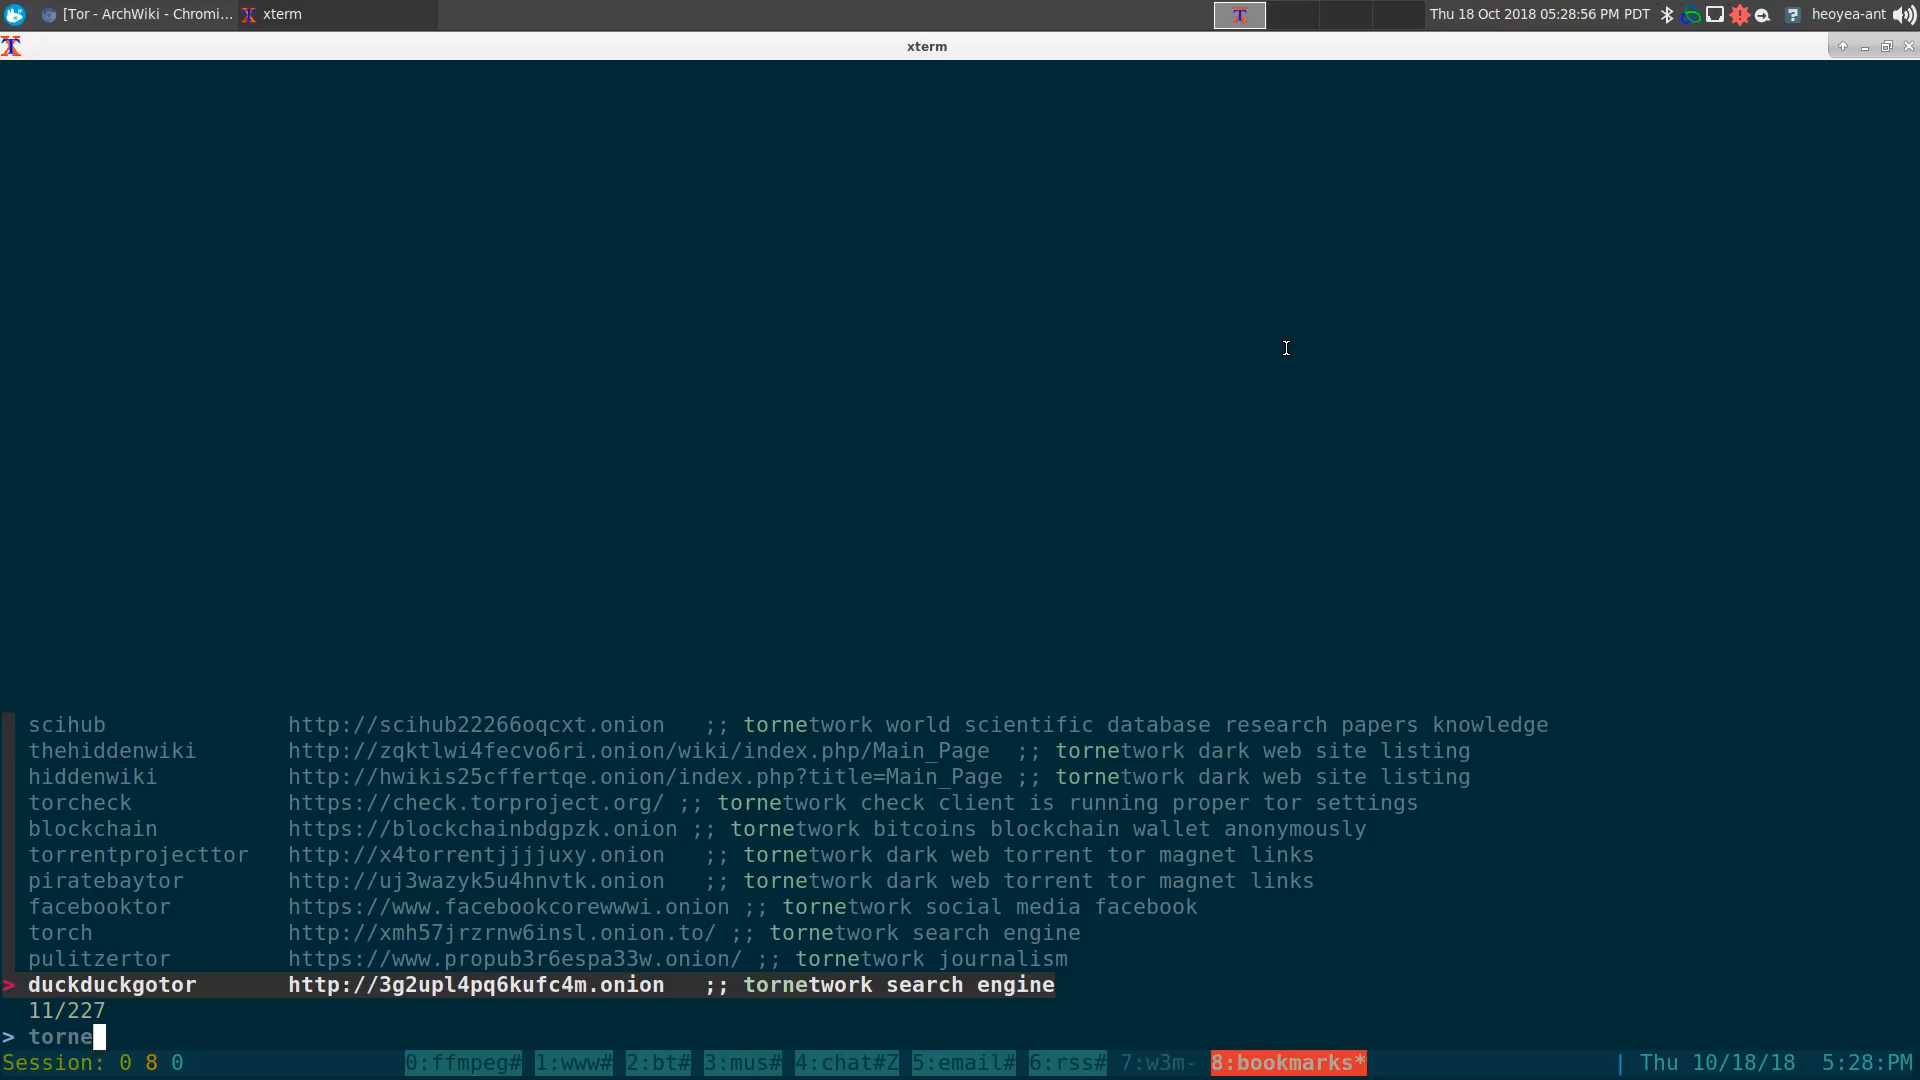 [Tor - ArchWiki - Chromi... xterm Thu 18 Oct 2018 05:28:56 PM PDT heoyea-ant
xterm
scihub http://scihub22266oqcxt.onion ;; tornetwork world scientific database research papers knowledge
thehiddenwiki http://zqktlwi4fecvo6ri.onion/wiki/index.php/Main_Page ;; tornetwork dark web site listing
hiddenwiki http://hwikis25cffertqe.onion/index.php?title=Main_Page ;; tornetwork dark web site listing
torcheck https://check.torproject.org/ ;; tornetwork check client is running proper tor settings
blockchain https://blockchainbdgpzk.onion ;; tornetwork bitcoins blockchain wallet anonymously
torrentprojecttor http://x4torrentjjjjuxy.onion ;; tornetwork dark web torrent tor magnet links
piratebaytor http://uj3wazyk5u4hnvtk.onion ;; tornetwork dark web torrent tor magnet links
facebooktor https://www.facebookcorewwwi.onion ;; tornetwork social media facebook
torch http://xmh57jrzrnw6insl.onion.to/ ;; tornetwork search engine
pulitzertor https://www.propub3r6espa33w.onion/ ;; tornetwork journalism
> duckduckgotor http://3g2upl4pq6kufc4m.onion ;; tornetwork search engine
11/227
> torne
Session: 0 8 0 0:ffmpeg# 1:www# 2:bt# 3:mus# 4:chat#Z 5:email# 6:rss# 7:w3m- 8:bookmarks* | Thu 10/18/18 5:28:PM